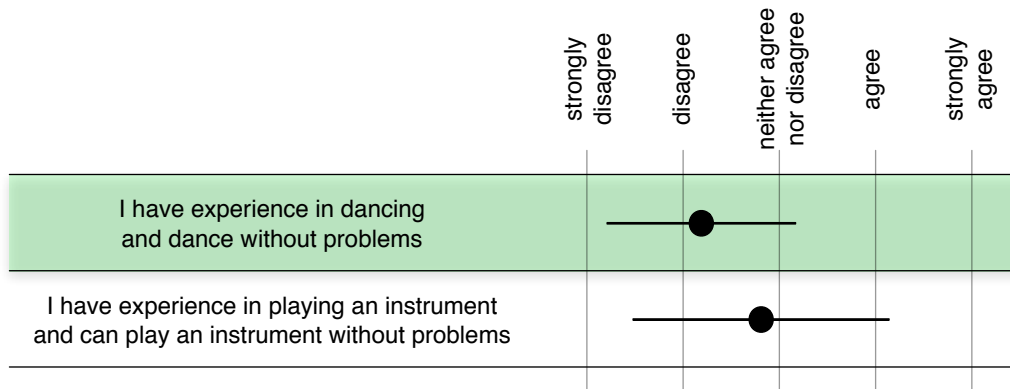 strongly
disagree
disagree
neither agree
nor disagree
agree
strongly
agree
I have experience in dancing
and dance without problems
I have experience in playing an instrument
and can play an instrument without problems